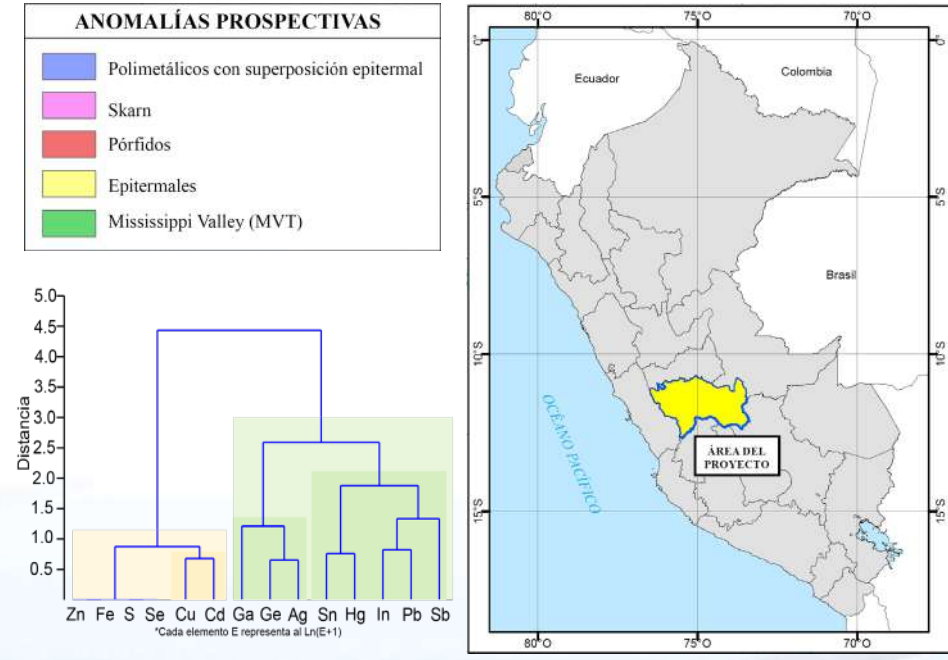 ANOMALÍAS PROSPECTIVAS
Polimetálicos con superposición epitermal
Skarn
Pórfidos
Epitermales
Mississippi Valley (MVT)
5.0
4.5
4.0
3.5
3.0
2.5
2.0
1.5
1.0
0.5
Distancia
Zn Fe S Se Cu Cd Ga Ge Ag Sn Hg In Pb Sb
*Cada elemento E representa al Ln(E+1)
80°O 75°O 70°O
0° 0°
Ecuador
Colombia
5°S 5°S
Brasil
10°S 10°S
OCÉANO PACÍFICO
ÁREA DEL
PROYECTO
15°S 15°S
80°O 75°O 70°O